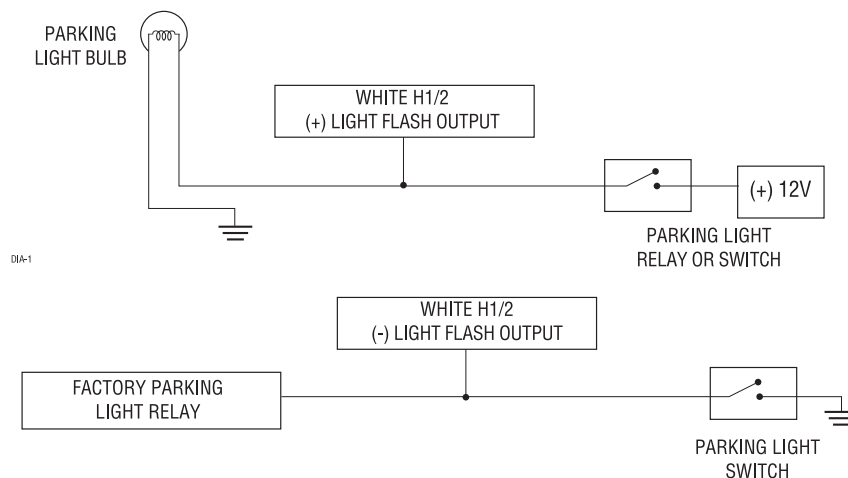 PARKING
LIGHT BULB
WHITE H1/2
(+) LIGHT FLASH OUTPUT
(+) 12V
PARKING LIGHT
RELAY OR SWITCH
DIA-1
WHITE H1/2
(-) LIGHT FLASH OUTPUT
FACTORY PARKING
LIGHT RELAY
PARKING LIGHT
SWITCH